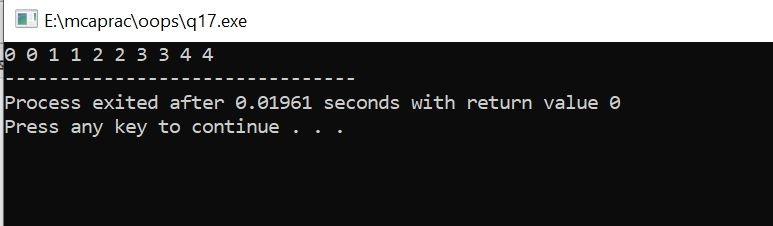 E:\mcaprac\oops\q17.exe
0 0 1 1 2 2 3 3 4 4
--------------------------------
Process exited after 0.01961 seconds with return value 0
Press any key to continue . . .